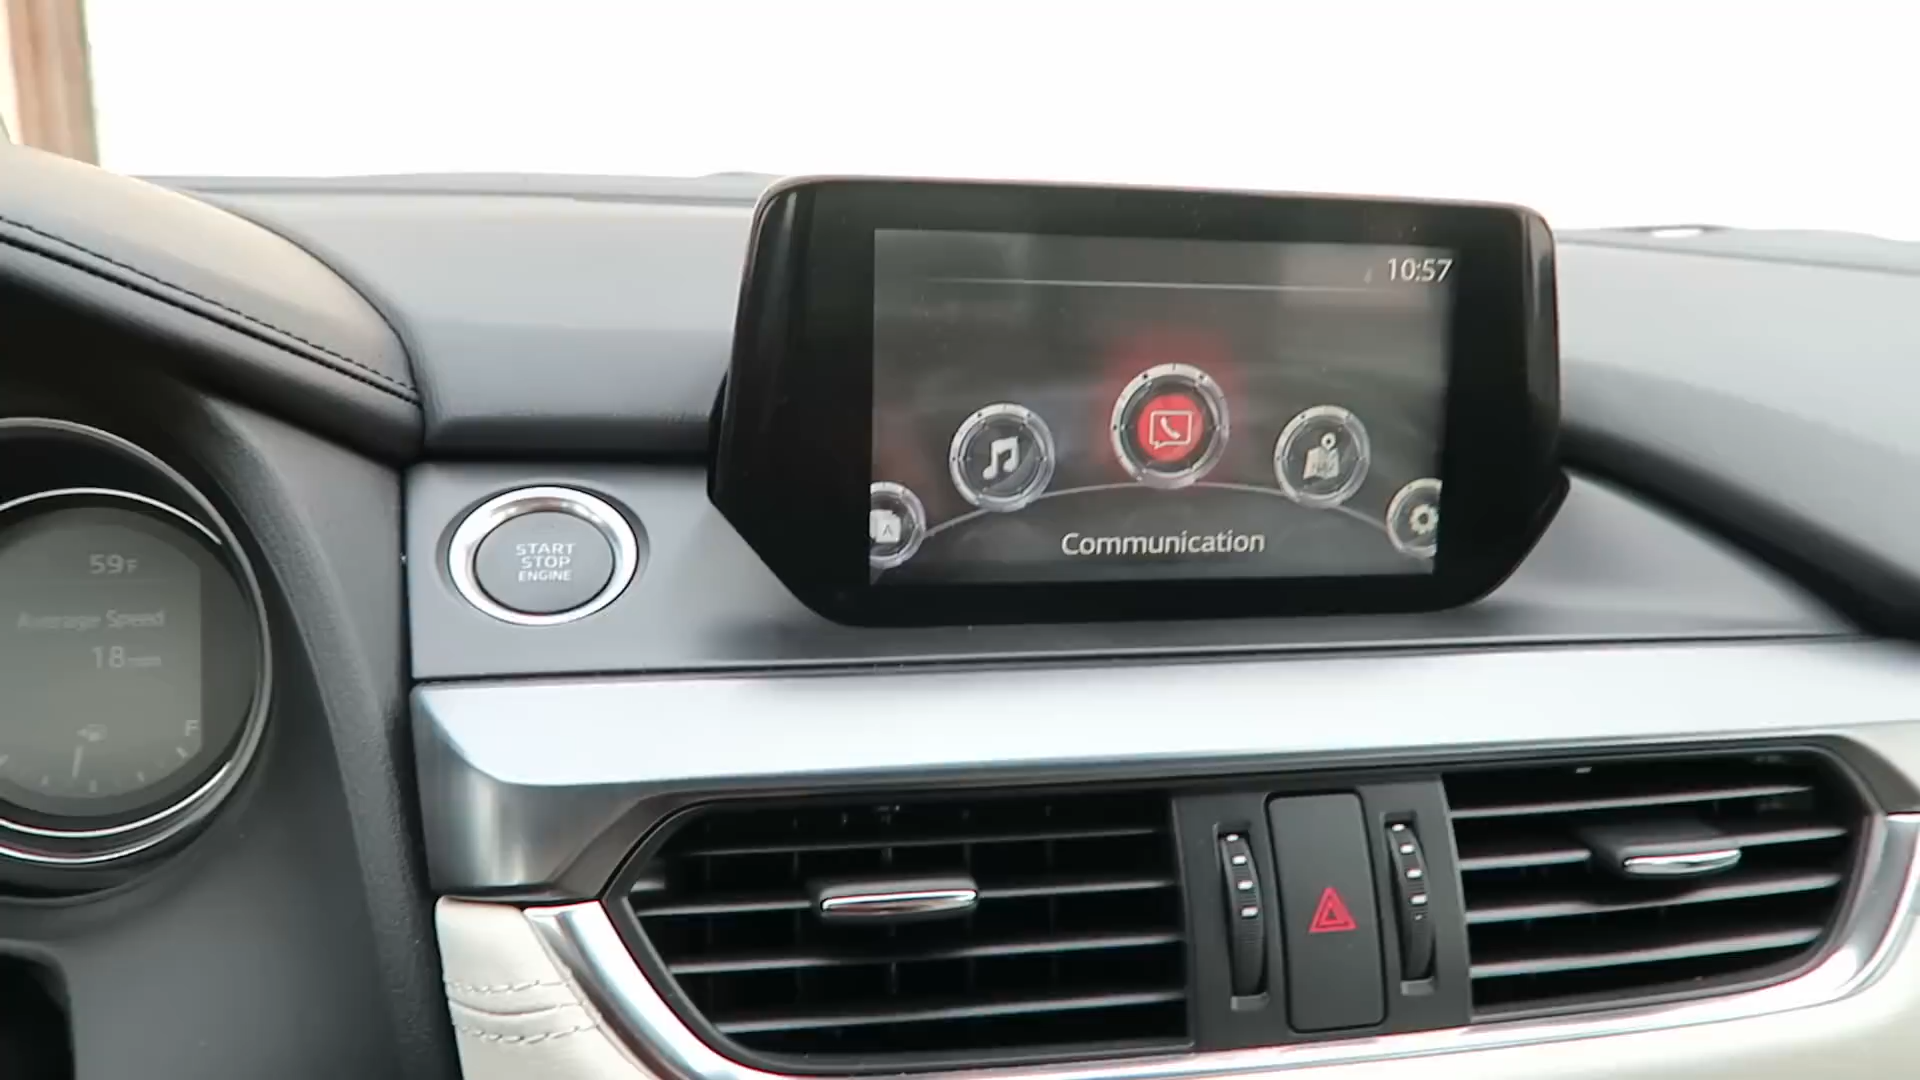 10:57
Communication
START
STOP
ENGINE
59F
Average Speed
18
F
A